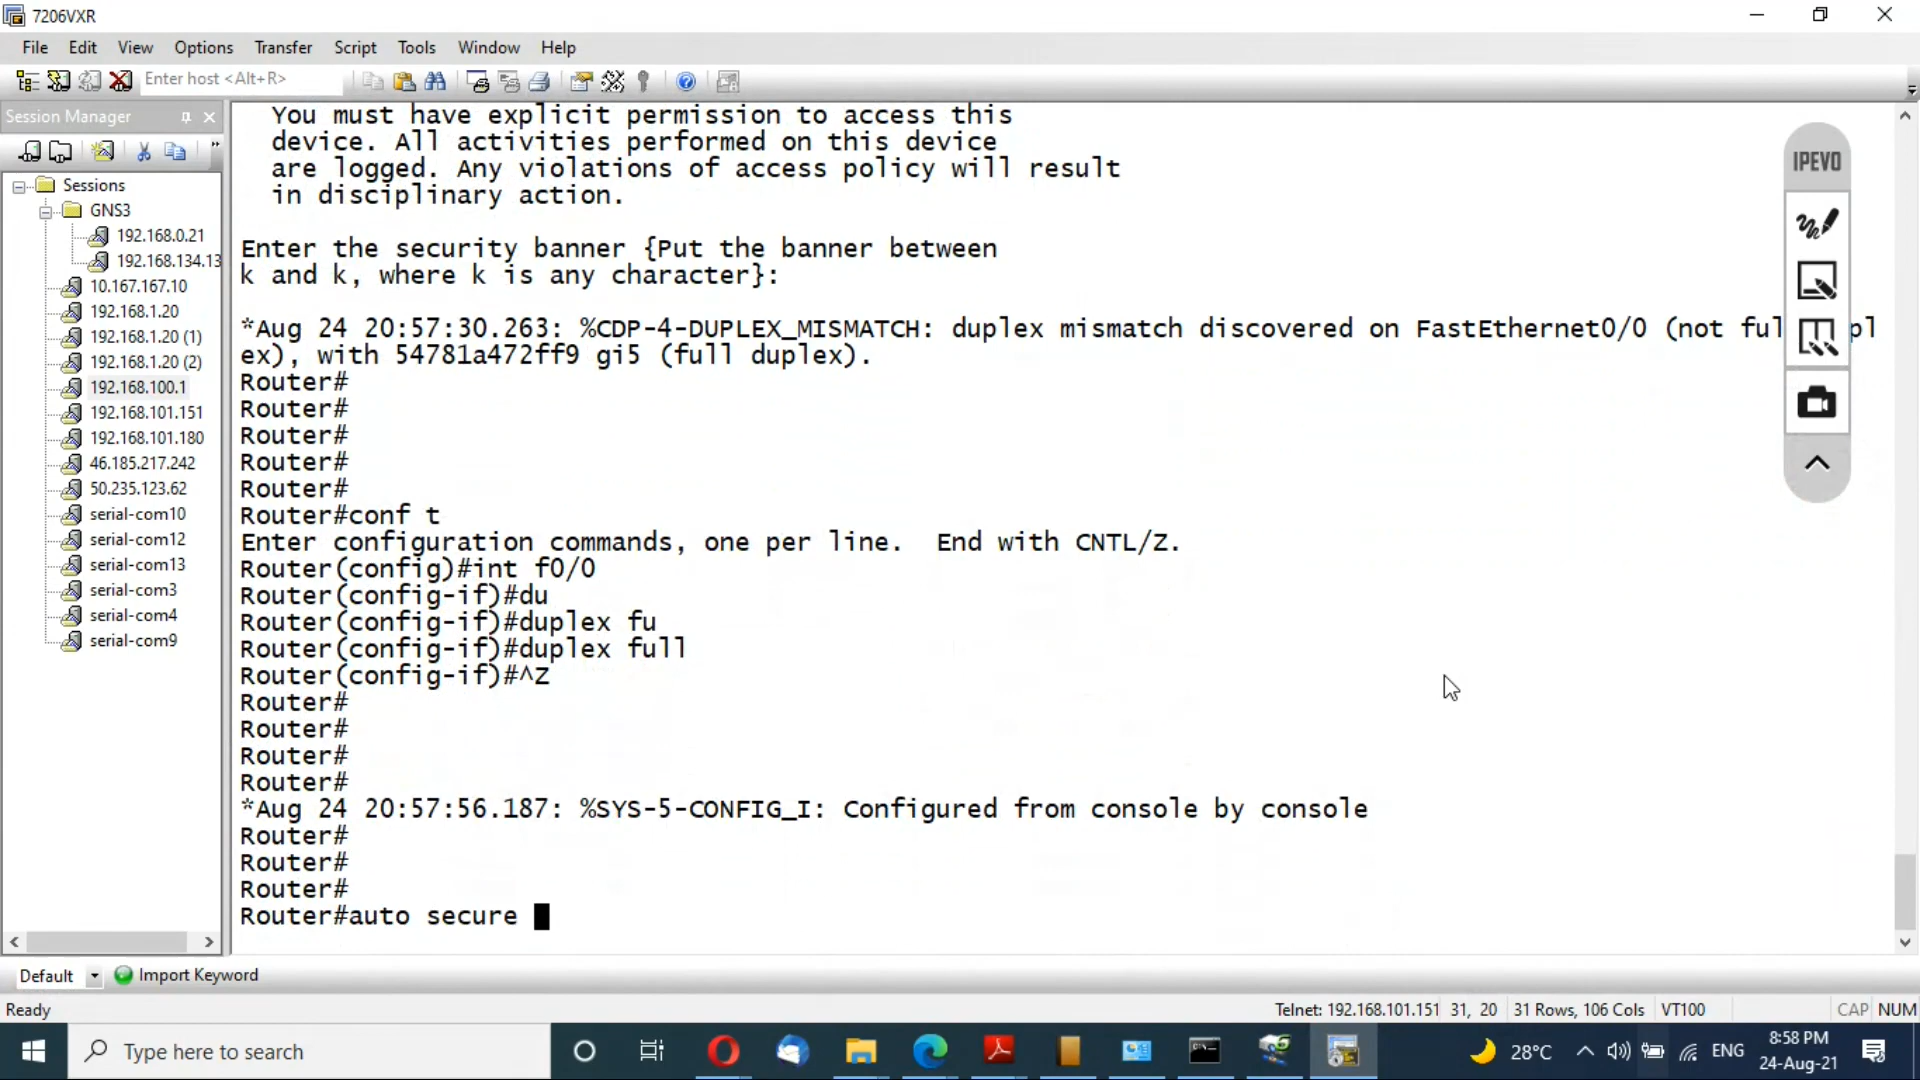 7206VXR
File Edit View Options Transfer Script Tools Window Help
Enter host <Alt+R>
Session Manager
Sessions
GNS3
192.168.0.21
192.168.134.13
10.167.167.10
192.168.1.20
192.168.1.20 (1)
192.168.1.20 (2)
192.168.100.1
192.168.101.151
192.168.101.180
46.185.217.242
50.235.123.62
serial-com10
serial-com12
serial-com13
serial-com3
serial-com4
serial-com9
You must have explicit permission to access this
device. All activities performed on this device
are logged. Any violations of access policy will result
in disciplinary action.
Enter the security banner {Put the banner between
k and k, where k is any character}:
*Aug 24 20:57:30.263: %CDP-4-DUPLEX_MISMATCH: duplex mismatch discovered on FastEthernet0/0 (not ful pl
ex), with 54781a472ff9 gi5 (full duplex).
Router#
Router#
Router#
Router#
Router#
Router#conf t
Enter configuration commands, one per line.  End with CNTL/Z.
Router(config)#int f0/0
Router(config-if)#du
Router(config-if)#duplex fu
Router(config-if)#duplex full
Router(config-if)#^Z
Router#
Router#
Router#
Router#
*Aug 24 20:57:56.187: %SYS-5-CONFIG_I: Configured from console by console
Router#
Router#
Router#
Router#auto secure
IPEVO
Default Import Keyword
Ready Telnet: 192.168.101.151 31, 20 31 Rows, 106 Cols VT100 CAP NUM
Type here to search
28°C ENG 8:58 PM
24-Aug-21